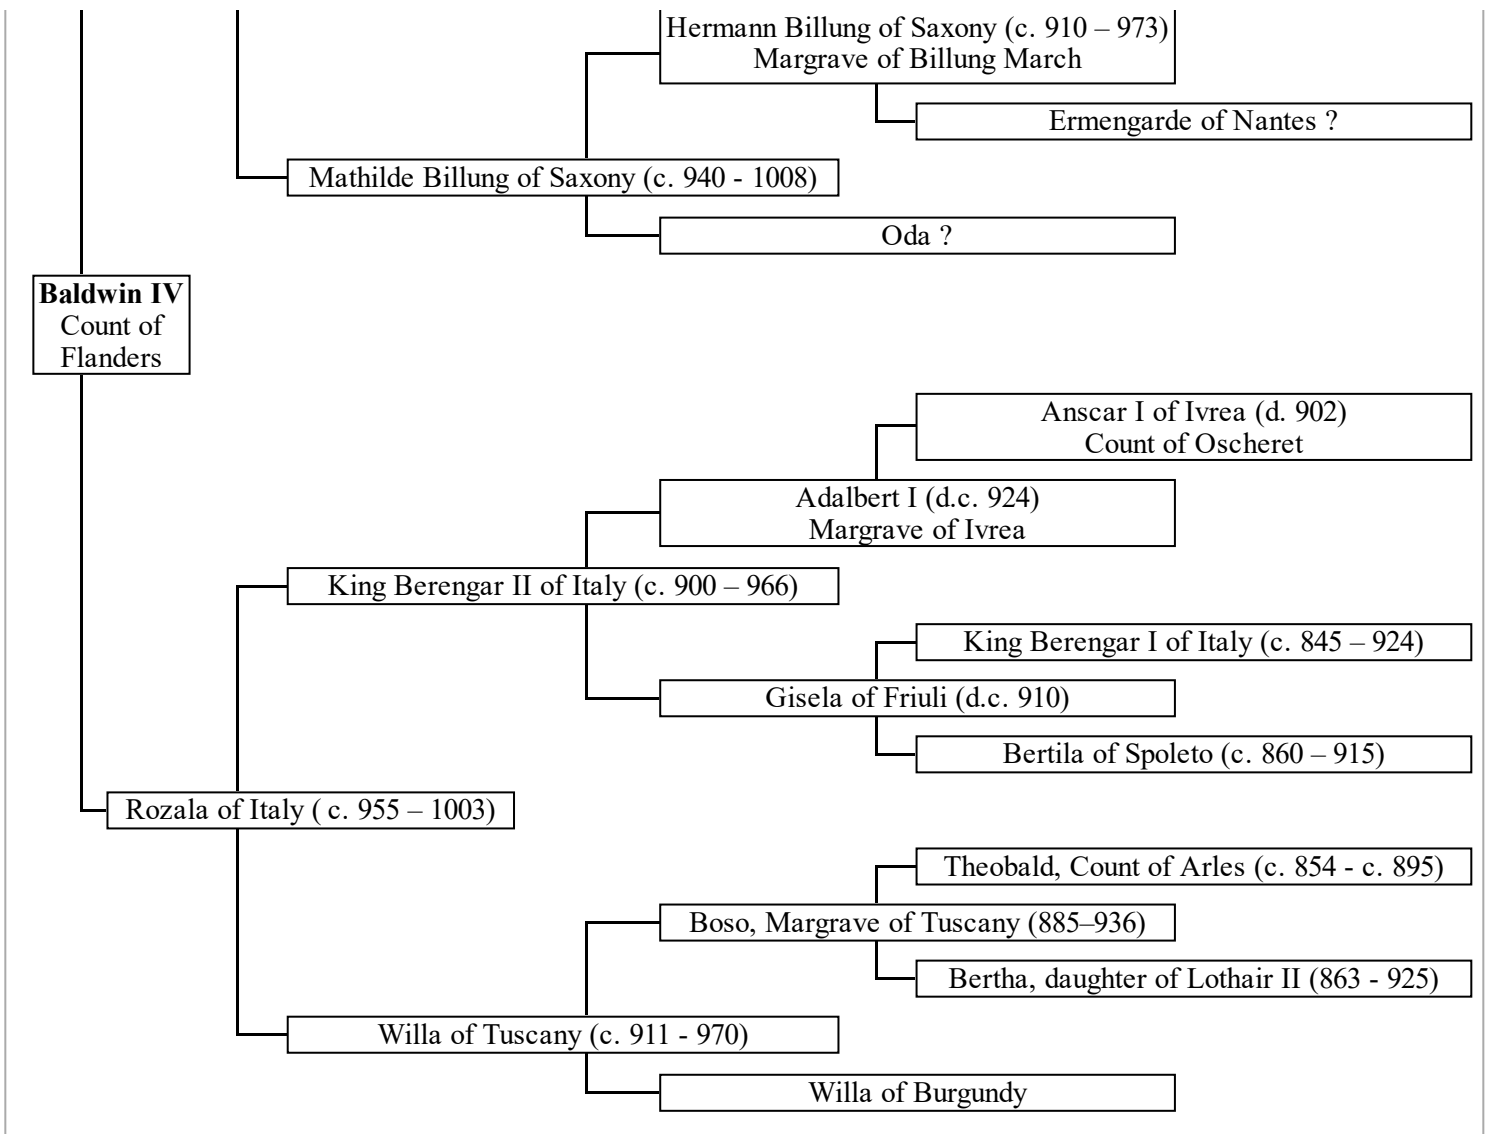 Hermann Billung of Saxony (c. 910 – 973)
Margrave of Billung March
Ermengarde of Nantes ?
Mathilde Billung of Saxony (c. 940 - 1008)
Oda ?
Baldwin IV
Count of
Flanders
Anscar I of Ivrea (d. 902)
Count of Oscheret
Adalbert I (d.c. 924)
Margrave of Ivrea
King Berengar II of Italy (c. 900 – 966)
King Berengar I of Italy (c. 845 – 924)
Gisela of Friuli (d.c. 910)
Bertila of Spoleto (c. 860 – 915)
Rozala of Italy ( c. 955 – 1003)
Theobald, Count of Arles (c. 854 - c. 895)
Boso, Margrave of Tuscany (885–936)
Bertha, daughter of Lothair II (863 - 925)
Willa of Tuscany (c. 911 - 970)
Willa of Burgundy